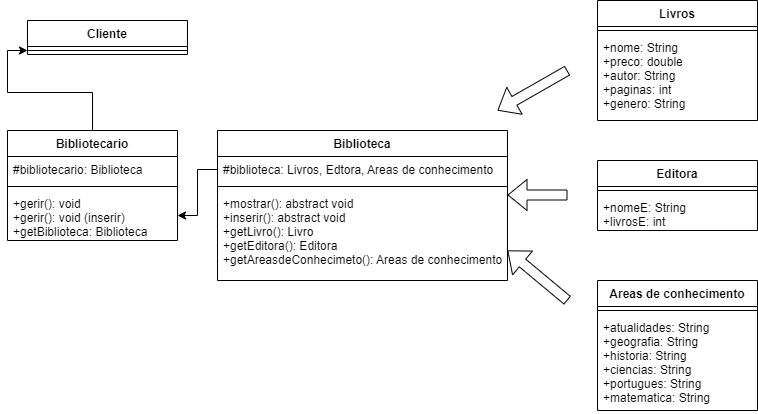 Cliente
Bibliotecario
#bibliotecario: Biblioteca
+gerir(): void
+gerir(): void (inserir)
+getBiblioteca: Biblioteca
Biblioteca
#biblioteca: Livros, Edtora, Areas de conhecimento
+mostrar(): abstract void
+inserir(): abstract void
+getLivro(): Livro
+getEditora(): Editora
+getAreasdeConhecimeto(): Areas de conhecimento
Livros
+nome: String
+preco: double
+autor: String
+paginas: int
+genero: String
Editora
+nomeE: String
+livrosE: int
Areas de conhecimento
+atualidades: String
+geografia: String
+historia: String
+ciencias: String
+portugues: String
+matematica: String